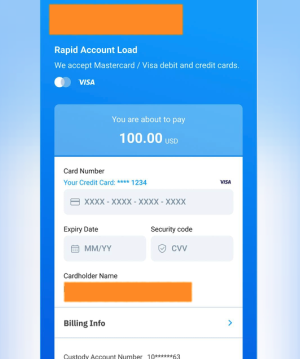 Rapid Account Load
We accept Mastercard / Visa debit and credit cards.
VISA
You are about to pay
100.00 USD
Card Number
Your Credit Card: **** 1234 VISA
XXXX - XXXX - XXXX - XXXX
Expiry Date Security code
MM/YY CVV
Cardholder Name
Billing Info
Custody Account Number 10******63